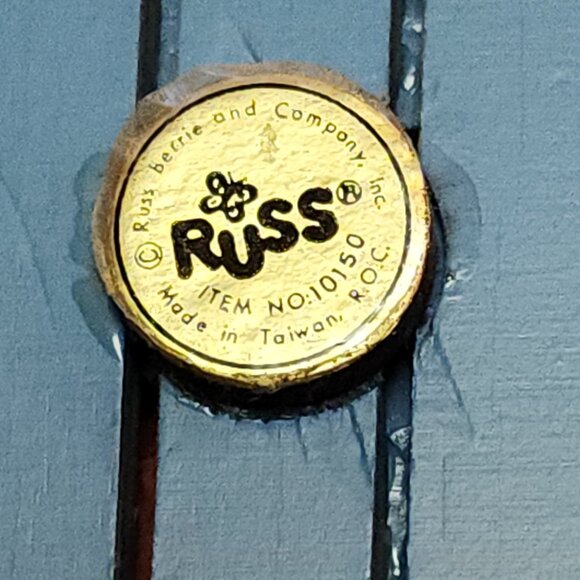 © Russ Berrie and Company, Inc.
RUSS®
ITEM NO:10150
Made in Taiwan, R.O.C.